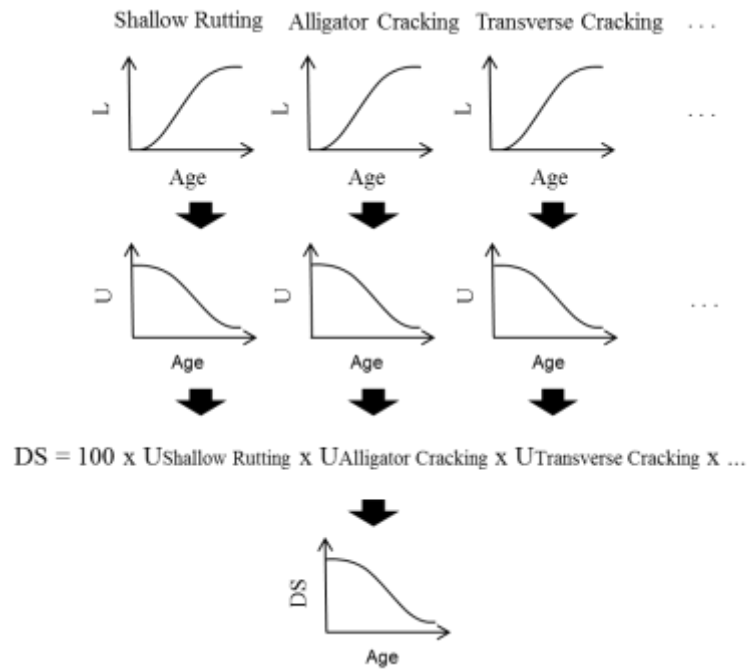 Shallow Rutting Alligator Cracking Transverse Cracking ...
L L L ...
Age Age Age
U U U ...
Age Age Age
DS = 100 x UShallow Rutting x UAlligator Cracking x UTransverse Cracking x ...
DS
Age